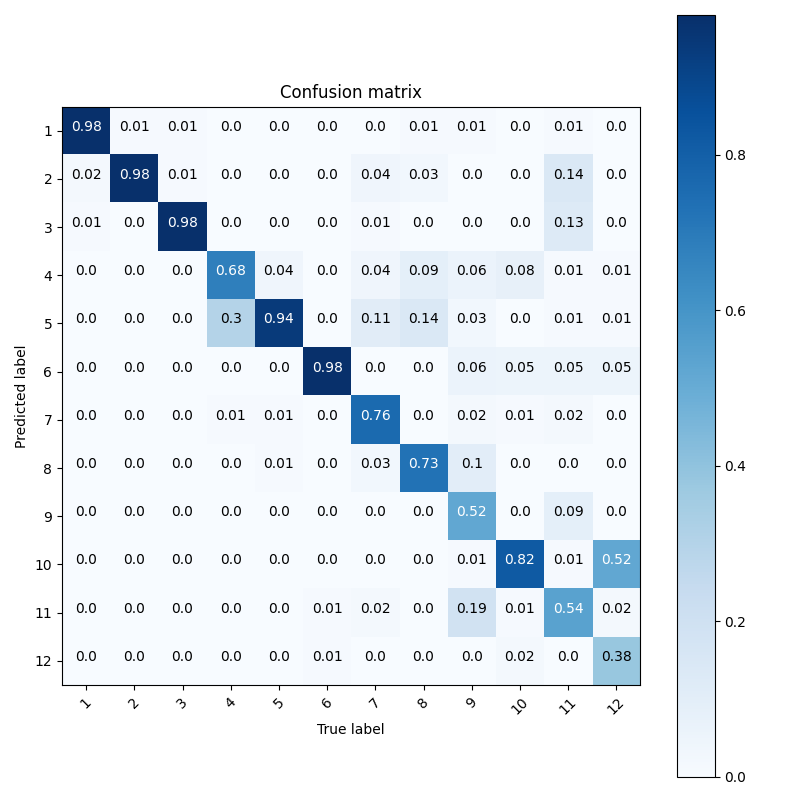 Confusion matrix
1 0.98 0.01 0.01 0.0 0.0 0.0 0.0 0.01 0.01 0.0 0.01 0.0
2 0.02 0.98 0.01 0.0 0.0 0.0 0.04 0.03 0.0 0.0 0.14 0.0
3 0.01 0.0 0.98 0.0 0.0 0.0 0.01 0.0 0.0 0.0 0.13 0.0
4 0.0 0.0 0.0 0.68 0.04 0.0 0.04 0.09 0.06 0.08 0.01 0.01
5 0.0 0.0 0.0 0.3 0.94 0.0 0.11 0.14 0.03 0.0 0.01 0.01
6 0.0 0.0 0.0 0.0 0.0 0.98 0.0 0.0 0.06 0.05 0.05 0.05
7 0.0 0.0 0.0 0.01 0.01 0.0 0.76 0.0 0.02 0.01 0.02 0.0
8 0.0 0.0 0.0 0.0 0.01 0.0 0.03 0.73 0.1 0.0 0.0 0.0
9 0.0 0.0 0.0 0.0 0.0 0.0 0.0 0.0 0.52 0.0 0.09 0.0
10 0.0 0.0 0.0 0.0 0.0 0.0 0.0 0.0 0.01 0.82 0.01 0.52
11 0.0 0.0 0.0 0.0 0.0 0.01 0.02 0.0 0.19 0.01 0.54 0.02
12 0.0 0.0 0.0 0.0 0.0 0.01 0.0 0.0 0.0 0.02 0.0 0.38
1 2 3 4 5 6 7 8 9 10 11 12
True label
Predicted label
0.8
0.6
0.4
0.2
0.0